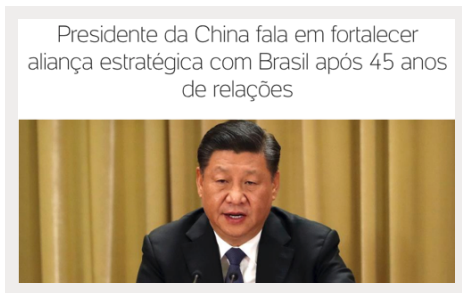 Presidente da China fala em fortalecer
aliança estratégica com Brasil após 45 anos
de relações